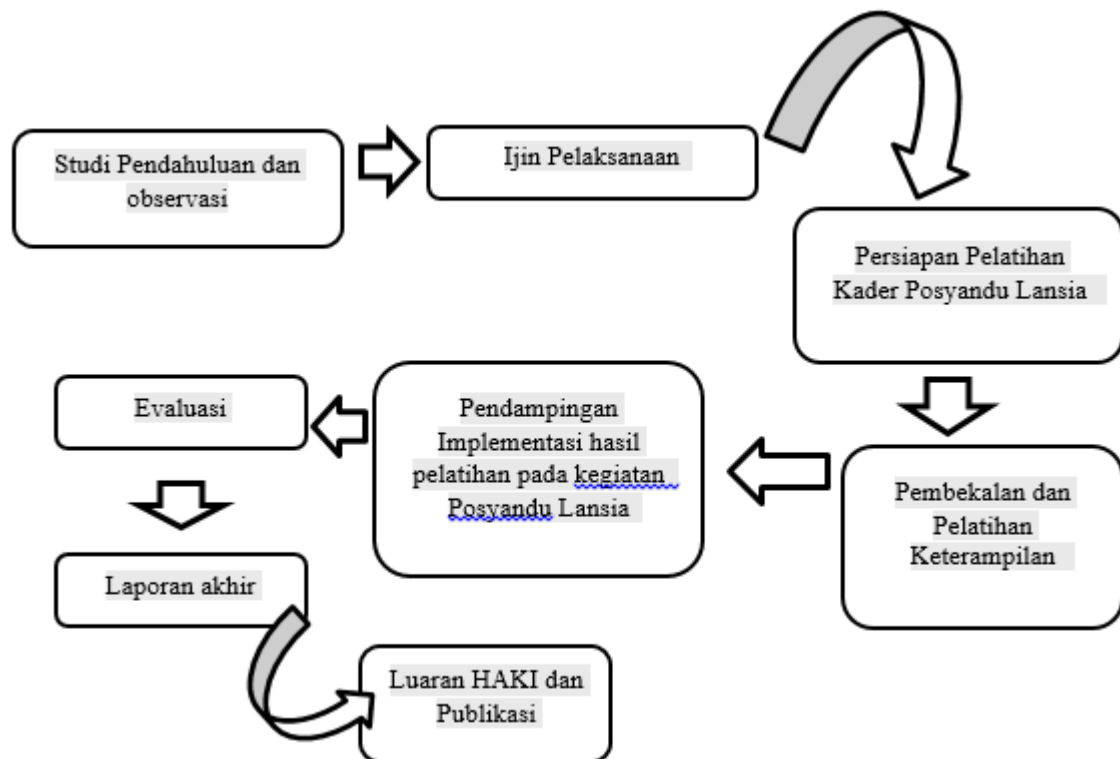 Studi Pendahuluan dan
observasi
Ijin Pelaksanaan
Persiapan Pelatihan
Kader Posyandu Lansia
Pembekalan dan
Pelatihan
Keterampilan
Pendampingan
Implementasi hasil
pelatihan pada kegiatan
Posyandu Lansia
Evaluasi
Laporan akhir
Luaran HAKI dan
Publikasi